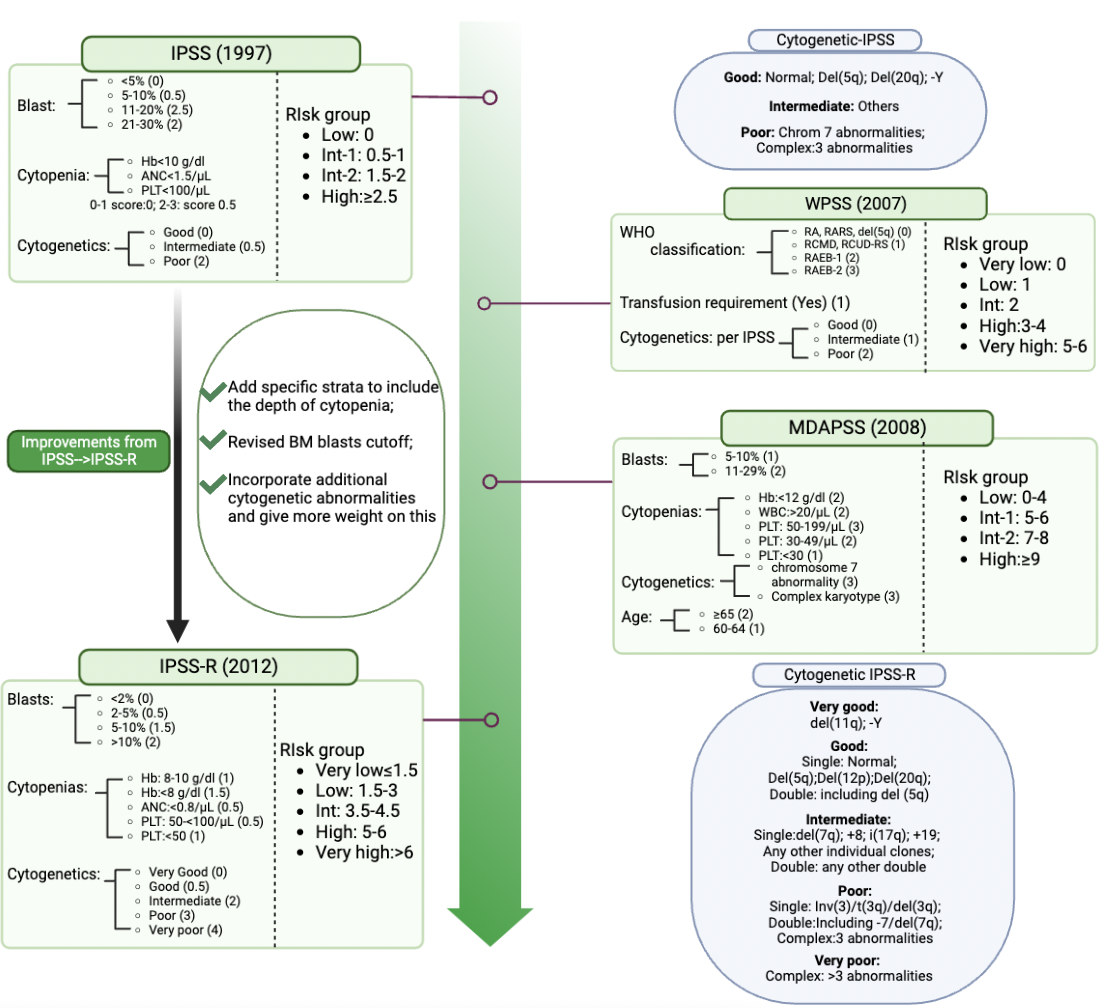 IPSS (1997)
Blast:
<5% (0)
5-10% (0.5)
11-20% (2.5)
21-30% (2)
Cytopenia:
Hb<10 g/dl
ANC<1.5/µL
PLT<100/µL
0-1 score:0; 2-3: score 0.5
Cytogenetics:
Good (0)
Intermediate (0.5)
Poor (2)
RIsk group
Low: 0
Int-1: 0.5-1
Int-2: 1.5-2
High:≥2.5
Cytogenetic-IPSS
Good: Normal; Del(5q); Del(20q); -Y
Intermediate: Others
Poor: Chrom 7 abnormalities;
Complex:3 abnormalities
WPSS (2007)
WHO
classification:
RA, RARS, del(5q) (0)
RCMD, RCUD-RS (1)
RAEB-1 (2)
RAEB-2 (3)
Transfusion requirement (Yes) (1)
Cytogenetics: per IPSS
Good (0)
Intermediate (1)
Poor (2)
RIsk group
Very low: 0
Low: 1
Int: 2
High:3-4
Very high: 5-6
Improvements from
IPSS-->IPSS-R
Add specific strata to include
the depth of cytopenia;
Revised BM blasts cutoff;
Incorporate additional
cytogenetic abnormalities
and give more weight on this
MDAPSS (2008)
Blasts:
5-10% (1)
11-29% (2)
Cytopenias:
Hb:<12 g/dl (2)
WBC:>20/µL (2)
PLT: 50-199/µL (3)
PLT: 30-49/µL (2)
PLT:<30 (1)
Cytogenetics:
chromosome 7
abnormality (3)
Complex karyotype (3)
Age:
≥65 (2)
60-64 (1)
RIsk group
Low: 0-4
Int-1: 5-6
Int-2: 7-8
High:≥9
IPSS-R (2012)
Blasts:
<2% (0)
2-5% (0.5)
5-10% (1.5)
>10% (2)
Cytopenias:
Hb: 8-10 g/dl (1)
Hb:<8 g/dl (1.5)
ANC:<0.8/µL (0.5)
PLT: 50-<100/µL (0.5)
PLT:<50 (1)
Cytogenetics:
Very Good (0)
Good (0.5)
Intermediate (2)
Poor (3)
Very poor (4)
RIsk group
Very low≤1.5
Low: 1.5-3
Int: 3.5-4.5
High: 5-6
Very high:>6
Cytogenetic IPSS-R
Very good:
del(11q); -Y
Good:
Single: Normal;
Del(5q);Del(12p);Del(20q);
Double: including del (5q)
Intermediate:
Single:del(7q); +8; i(17q); +19;
Any other individual clones;
Double: any other double
Poor:
Single: Inv(3)/t(3q)/del(3q);
Double:Including -7/del(7q);
Complex:3 abnormalities
Very poor:
Complex: >3 abnormalities